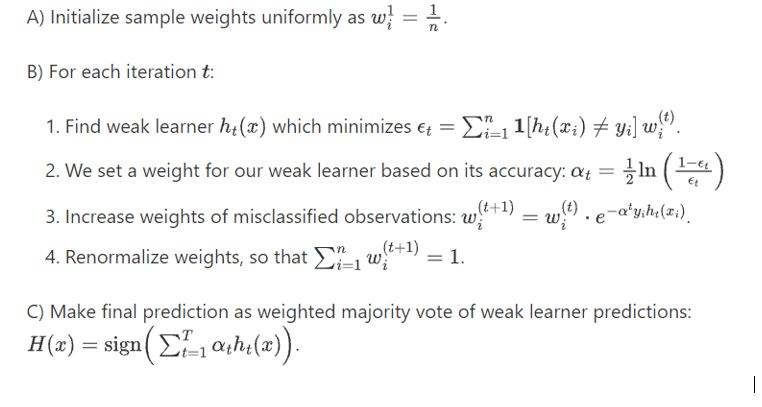 A) Initialize sample weights uniformly as $w_i^1 = \frac{1}{n}$.
B) For each iteration $t$:
1. Find weak learner $h_t(x)$ which minimizes $\epsilon_t = \sum_{i=1}^n \mathbf{1}[h_t(x_i) \neq y_i] w_i^{(t)}$.
2. We set a weight for our weak learner based on its accuracy: $\alpha_t = \frac{1}{2} \ln \left( \frac{1-\epsilon_t}{\epsilon_t} \right)$
3. Increase weights of misclassified observations: $w_i^{(t+1)} = w_i^{(t)} \cdot e^{-\alpha^t y_i h_t(x_i)}$.
4. Renormalize weights, so that $\sum_{i=1}^n w_i^{(t+1)} = 1$.
C) Make final prediction as weighted majority vote of weak learner predictions:
$H(x) = \text{sign}\left( \sum_{t=1}^T \alpha_t h_t(x) \right)$.